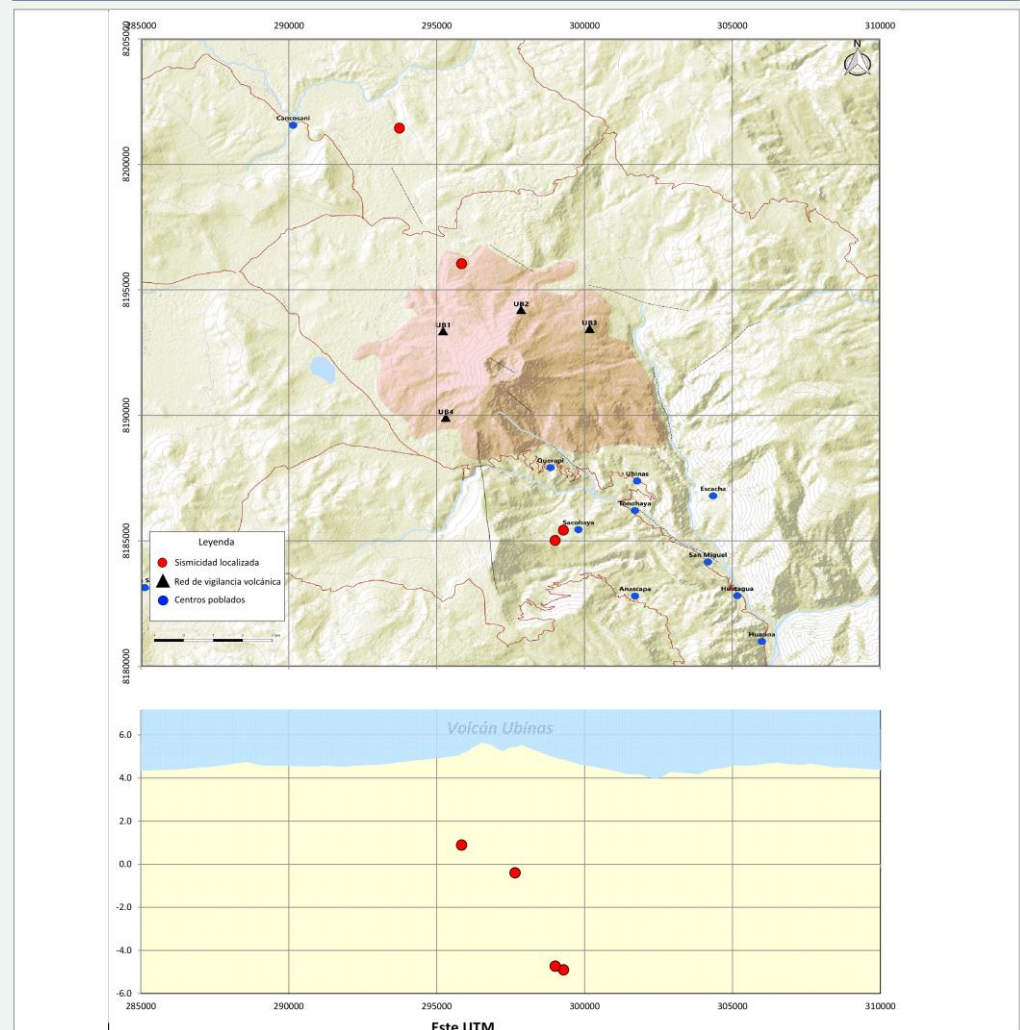 285000 290000 295000 300000 305000 310000
8205000
N
Cancosani
8200000
8195000
UB2
UB1
UB3
8190000
UB4
Querapi
Ubinas
Escacha
Tonohaya
Sacohaya
8185000
San Miguel
Leyenda
Sismicidad localizada
Red de vigilancia volcánica
Centros poblados
Anascapa
Huatagua
Huarina
8180000
Volcán Ubinas
6.0
4.0
2.0
0.0
-2.0
-4.0
-6.0
285000 290000 295000 300000 305000 310000
Este UTM